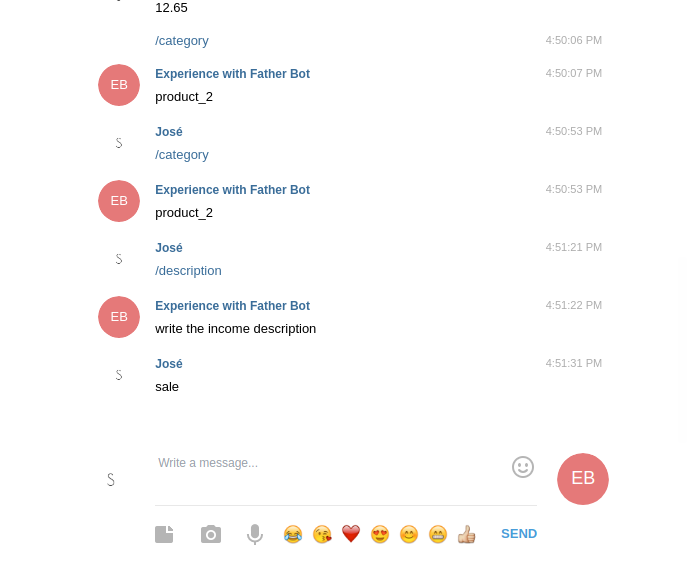 12.65
/category 4:50:06 PM
EB Experience with Father Bot 4:50:07 PM
product_2
S José 4:50:53 PM
/category
EB Experience with Father Bot 4:50:53 PM
product_2
S José 4:51:21 PM
/description
EB Experience with Father Bot 4:51:22 PM
write the income description
S José 4:51:31 PM
sale
Write a message...
S EB
SEND